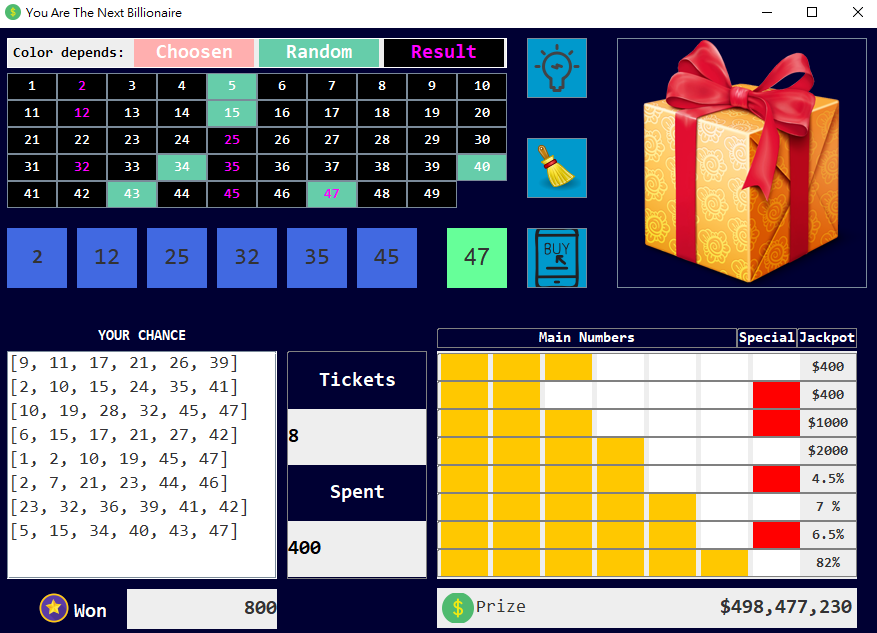 $ You Are The Next Billionaire
Color depends: Choosen Random Result
1 2 3 4 5 6 7 8 9 10
11 12 13 14 15 16 17 18 19 20
21 22 23 24 25 26 27 28 29 30
31 32 33 34 35 36 37 38 39 40
41 42 43 44 45 46 47 48 49
2 12 25 32 35 45 47
BUY
YOUR CHANCE
[9, 11, 17, 21, 26, 39]
[2, 10, 15, 24, 35, 41]
[10, 19, 28, 32, 45, 47]
[6, 15, 17, 21, 27, 42]
[1, 2, 10, 19, 45, 47]
[2, 7, 21, 23, 44, 46]
[23, 32, 36, 39, 41, 42]
[5, 15, 34, 40, 43, 47]
Tickets
8
Spent
400
Main Numbers Special Jackpot
$400
$400
$1000
$2000
4.5%
7 %
6.5%
82%
Won 800
$ Prize $498,477,230